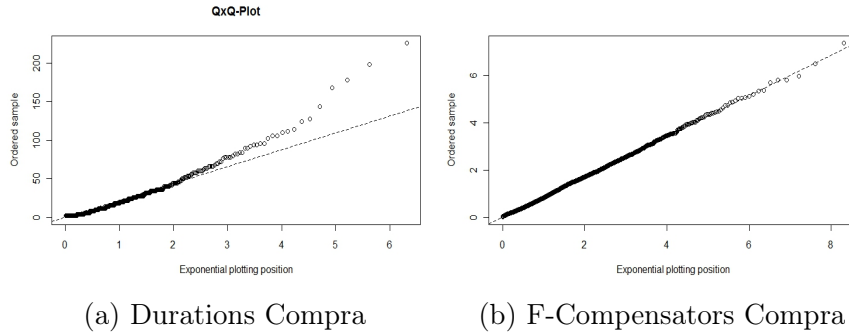 QxQ-Plot
Ordered sample
0 50 100 150 200
0 1 2 3 4 5 6
Exponential plotting position
Ordered sample
0 2 4 6
0 2 4 6 8
Exponential plotting position
(a) Durations Compra
(b) F-Compensators Compra